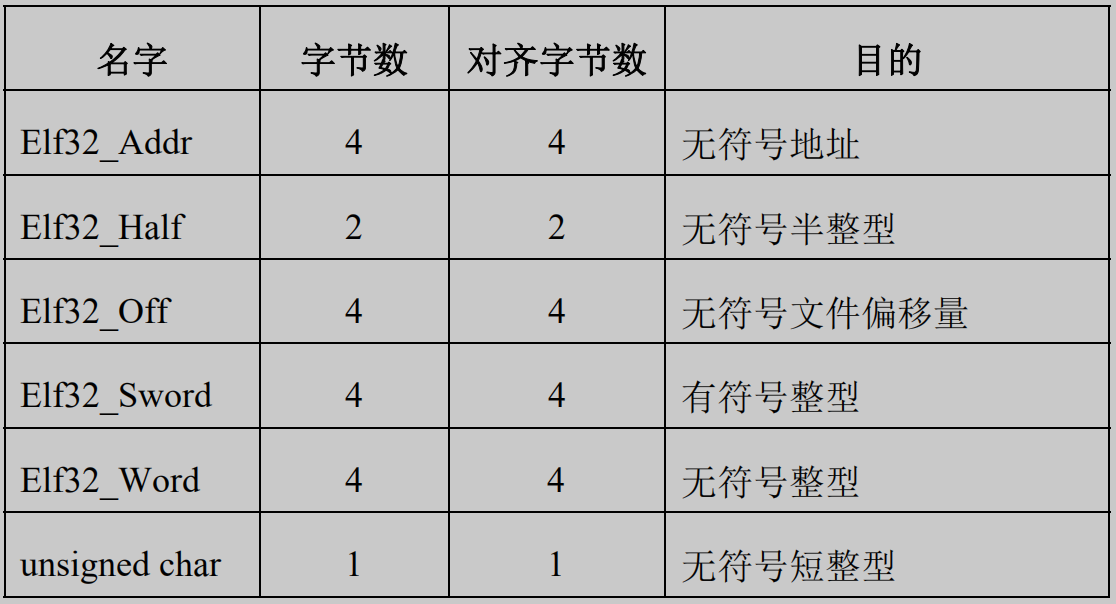 名字 字节数 对齐字节数 目的
Elf32_Addr 4 4 无符号地址
Elf32_Half 2 2 无符号半整型
Elf32_Off 4 4 无符号文件偏移量
Elf32_Sword 4 4 有符号整型
Elf32_Word 4 4 无符号整型
unsigned char 1 1 无符号短整型